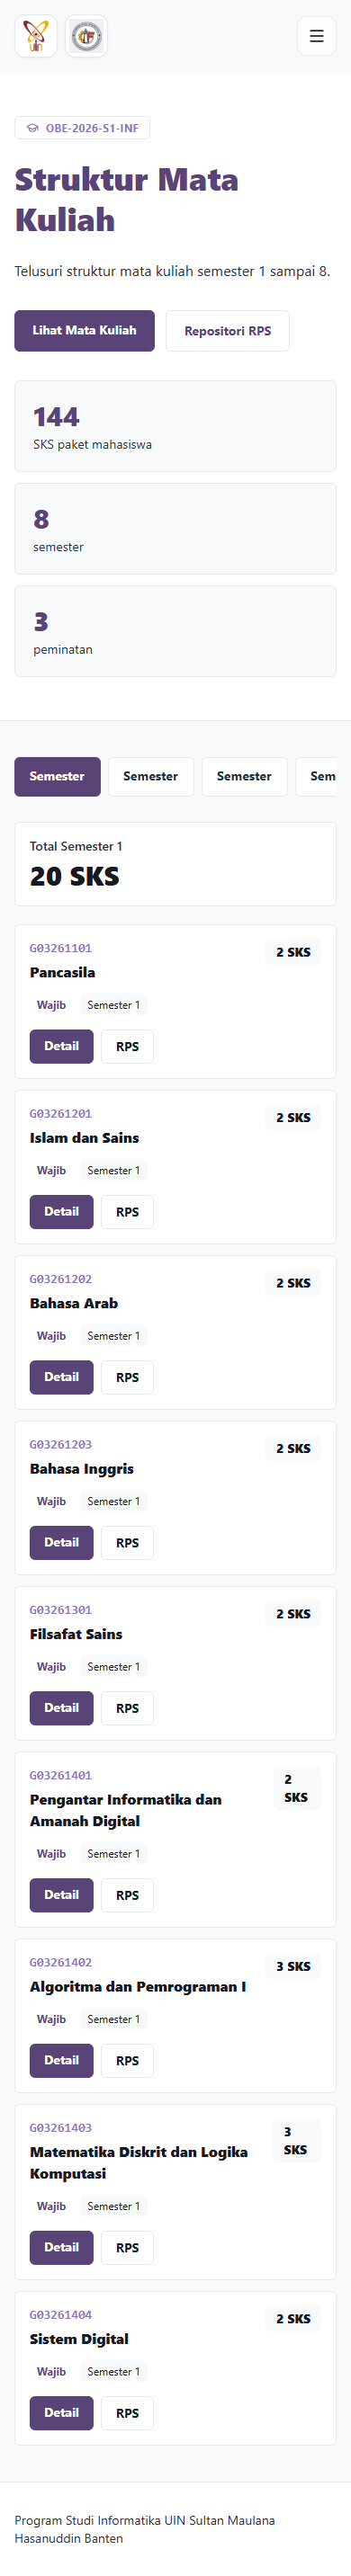 uin
CIF
OBE-2026-S1-INF
Struktur Mata
Kuliah
Telusuri struktur mata kuliah semester 1 sampai 8.
Lihat Mata Kuliah
Repositori RPS
144
SKS paket mahasiswa
8
semester
3
peminatan
Semester
Semester
Semester
Sem
Total Semester 1
20 SKS
G03261101
2 SKS
Pancasila
Wajib
Semester 1
Detail
RPS
G03261201
2 SKS
Islam dan Sains
Wajib
Semester 1
Detail
RPS
G03261202
2 SKS
Bahasa Arab
Wajib
Semester 1
Detail
RPS
G03261203
2 SKS
Bahasa Inggris
Wajib
Semester 1
Detail
RPS
G03261301
2 SKS
Filsafat Sains
Wajib
Semester 1
Detail
RPS
G03261401
2
SKS
Pengantar Informatika dan
Amanah Digital
Wajib
Semester 1
Detail
RPS
G03261402
3 SKS
Algoritma dan Pemrograman I
Wajib
Semester 1
Detail
RPS
G03261403
3
SKS
Matematika Diskrit dan Logika
Komputasi
Wajib
Semester 1
Detail
RPS
G03261404
2 SKS
Sistem Digital
Wajib
Semester 1
Detail
RPS
Program Studi Informatika UIN Sultan Maulana
Hasanuddin Banten